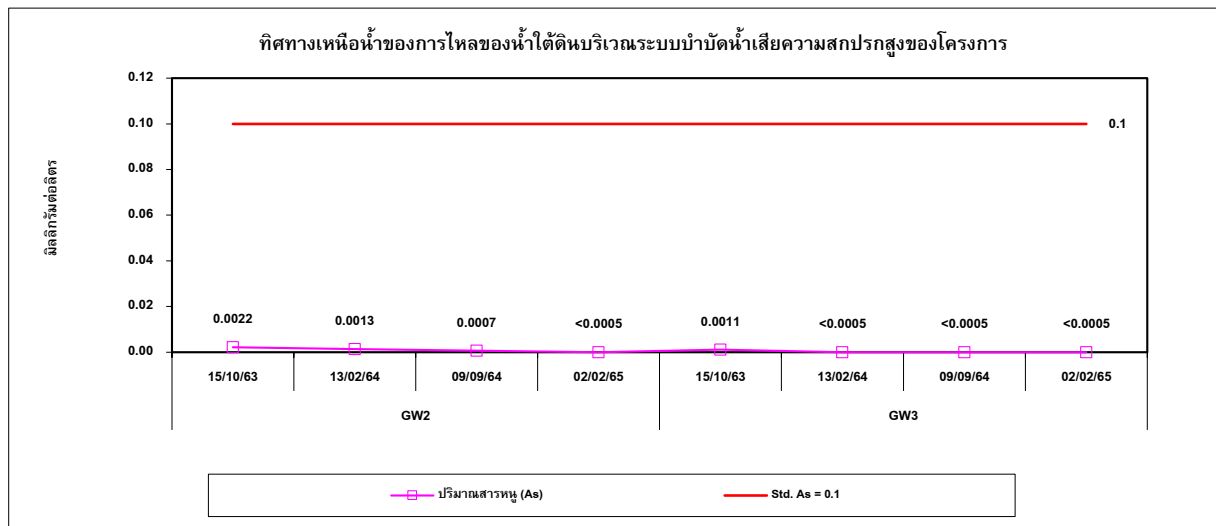 ทิศทางเหนือน้ำของการไหลของน้ำใต้ดินบริเวณระบบบำบัดน้ำเสียความสกปรกสูงของโครงการ
มิลลิกรัมต่อลิตร
0.12
0.10
0.08
0.06
0.04
0.02
0.00
0.1
0.0022 0.0013 0.0007 <0.0005 0.0011 <0.0005 <0.0005 <0.0005
15/10/63 13/02/64 09/09/64 02/02/65 15/10/63 13/02/64 09/09/64 02/02/65
GW2 GW3
ปริมาณสารหนู (As) Std. As = 0.1